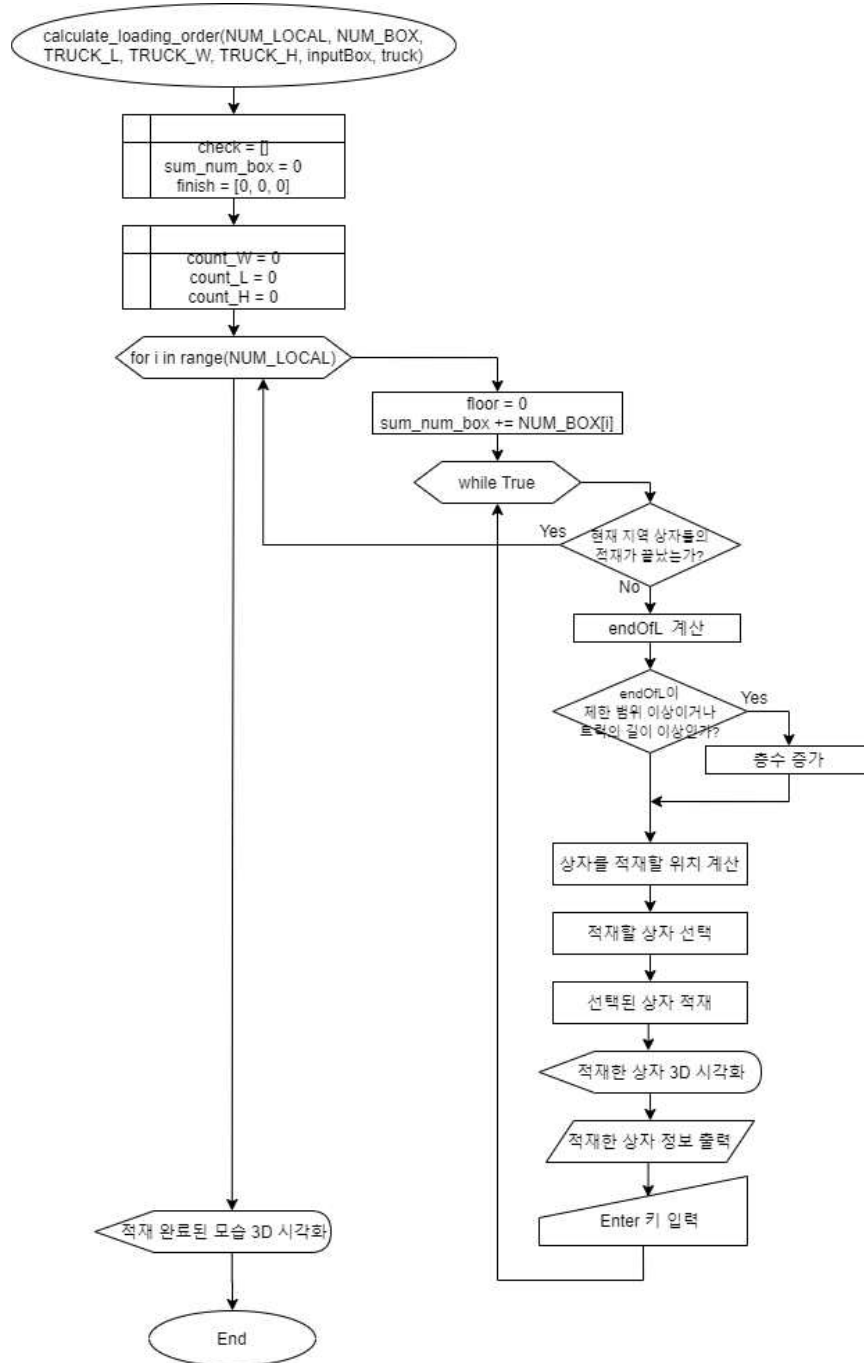 calculate_loading_order(NUM_LOCAL, NUM_BOX,
TRUCK_L, TRUCK_W, TRUCK_H, inputBox, truck)
check = []
sum_num_box = 0
finish = [0, 0, 0]
count_W = 0
count_L = 0
count_H = 0
for i in range(NUM_LOCAL)
floor = 0
sum_num_box += NUM_BOX[i]
while True
Yes
현재 지역 상자들의
적재가 끝났는가?
No
endOfL 계산
endOfL이
제한 범위 이상이거나
트럭의 길이 이상인가?
Yes
층수 증가
상자를 적재할 위치 계산
적재할 상자 선택
선택된 상자 적재
적재한 상자 3D 시각화
적재한 상자 정보 출력
Enter 키 입력
적재 완료된 모습 3D 시각화
End